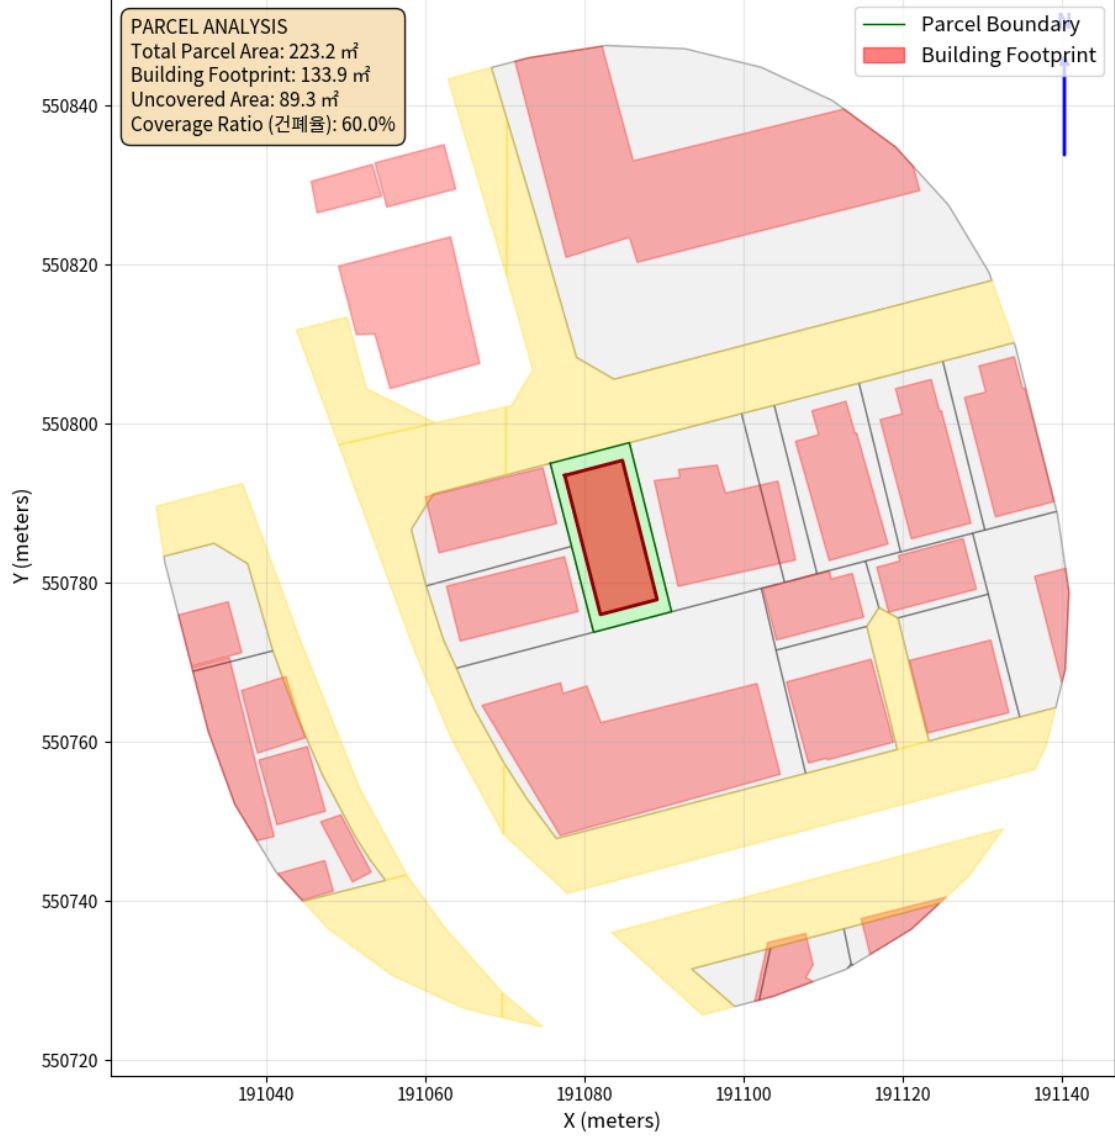 PARCEL ANALYSIS
Total Parcel Area: 223.2 ㎡
Building Footprint: 133.9 ㎡
Uncovered Area: 89.3 ㎡
Coverage Ratio (건폐율): 60.0%
N
Parcel Boundary
Building Footprint
550840
550820
550800
550780
550760
550740
550720
Y (meters)
191040
191060
191080
191100
191120
191140
X (meters)